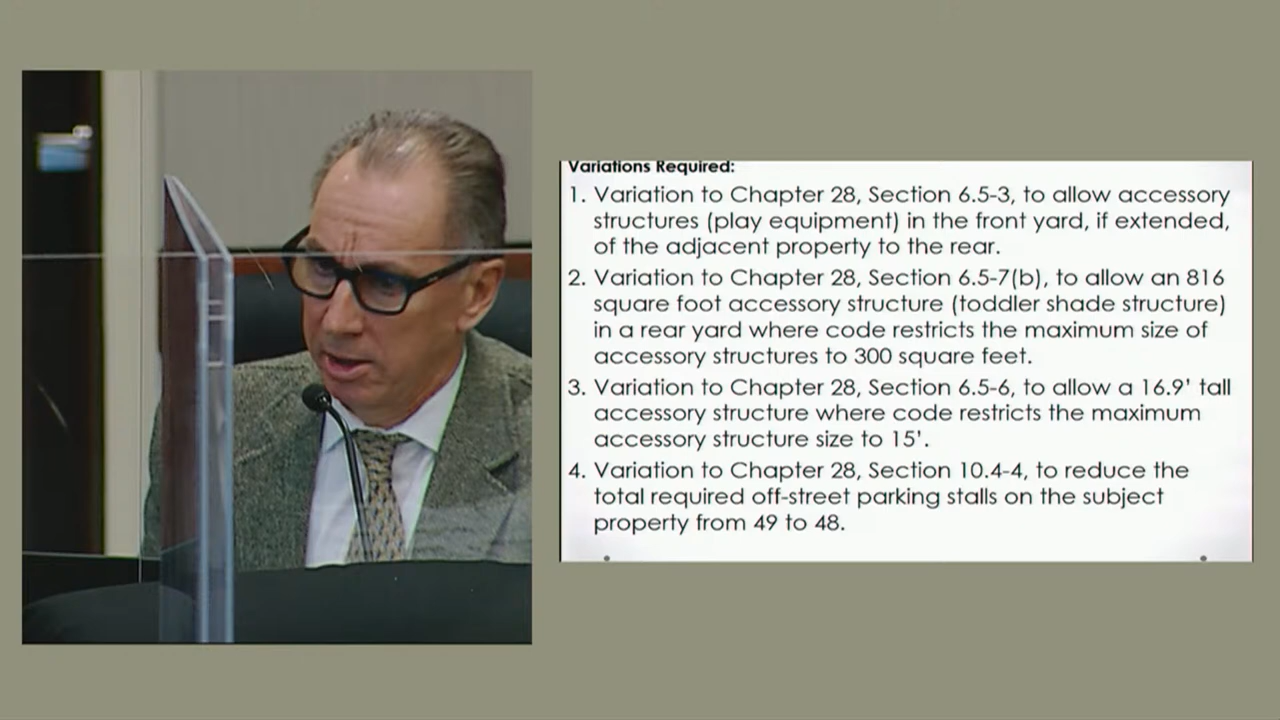 Variations Required:
1. Variation to Chapter 28, Section 6.5-3, to allow accessory
structures (play equipment) in the front yard, if extended,
of the adjacent property to the rear.
2. Variation to Chapter 28, Section 6.5-7(b), to allow an 816
square foot accessory structure (toddler shade structure)
in a rear yard where code restricts the maximum size of
accessory structures to 300 square feet.
3. Variation to Chapter 28, Section 6.5-6, to allow a 16.9’ tall
accessory structure where code restricts the maximum
accessory structure size to 15’.
4. Variation to Chapter 28, Section 10.4-4, to reduce the
total required off-street parking stalls on the subject
property from 49 to 48.